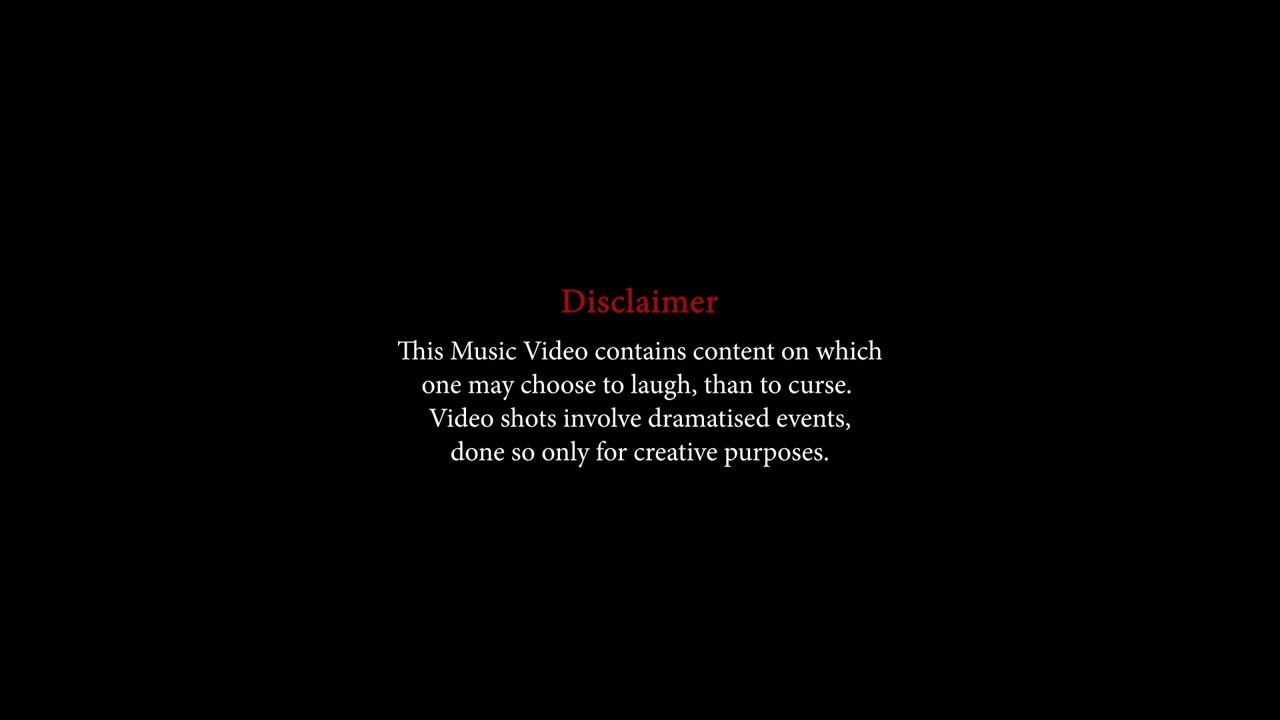 Disclaimer
This Music Video contains content on which
one may choose to laugh, than to curse.
Video shots involve dramatised events,
done so only for creative purposes.